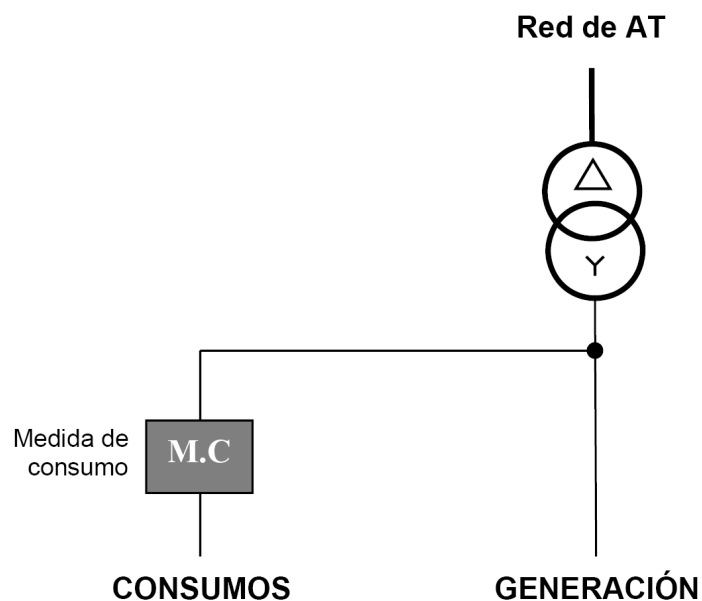 Red de AT
Medida de
consumo
M.C
CONSUMOS
GENERACIÓN